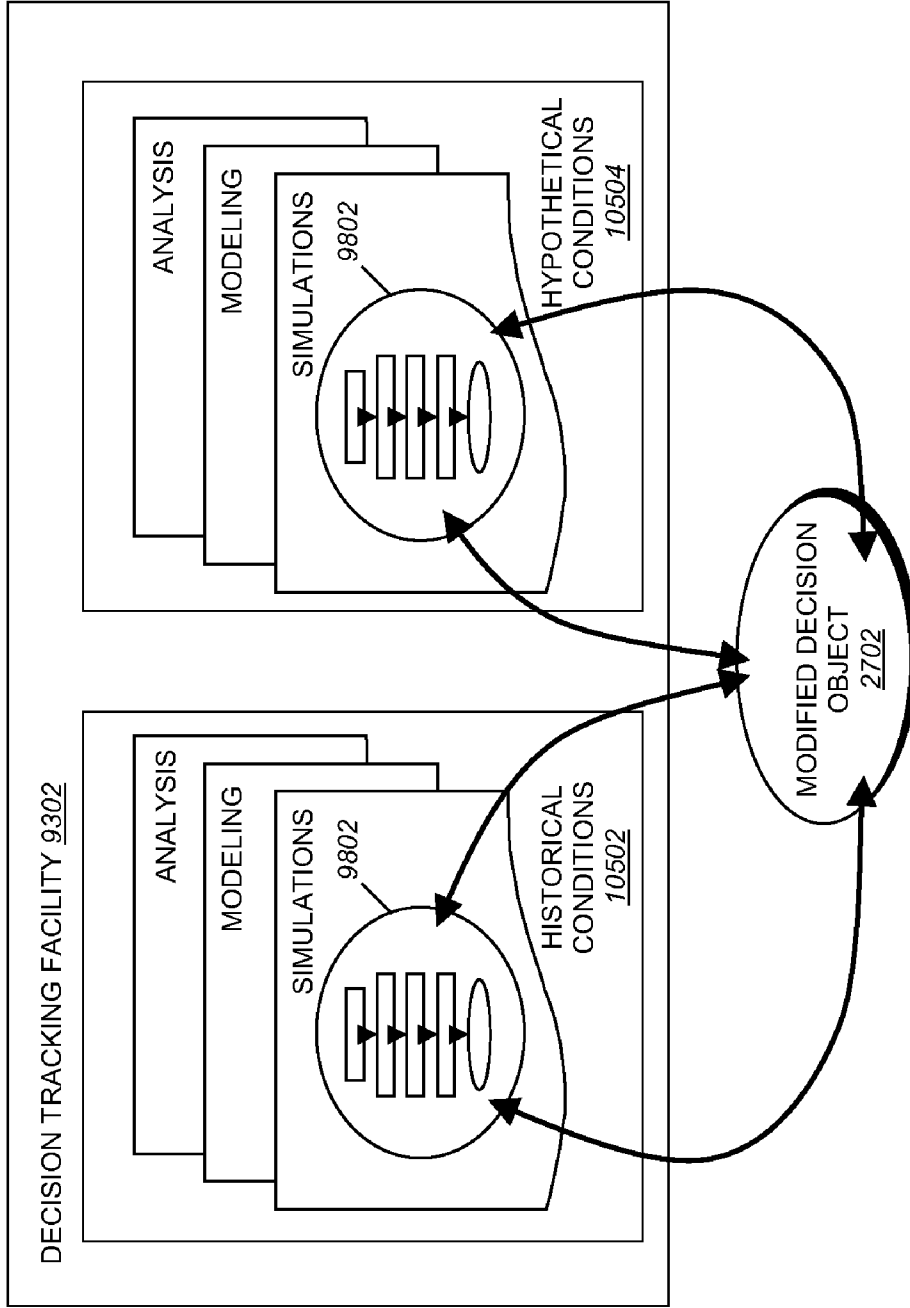 DECISION TRACKING FACILITY 9302
ANALYSIS
MODELING
SIMULATIONS
9802
HISTORICAL
CONDITIONS
10502
ANALYSIS
MODELING
SIMULATIONS
9802
HYPOTHETICAL
CONDITIONS
10504
MODIFIED DECISION
OBJECT
2702